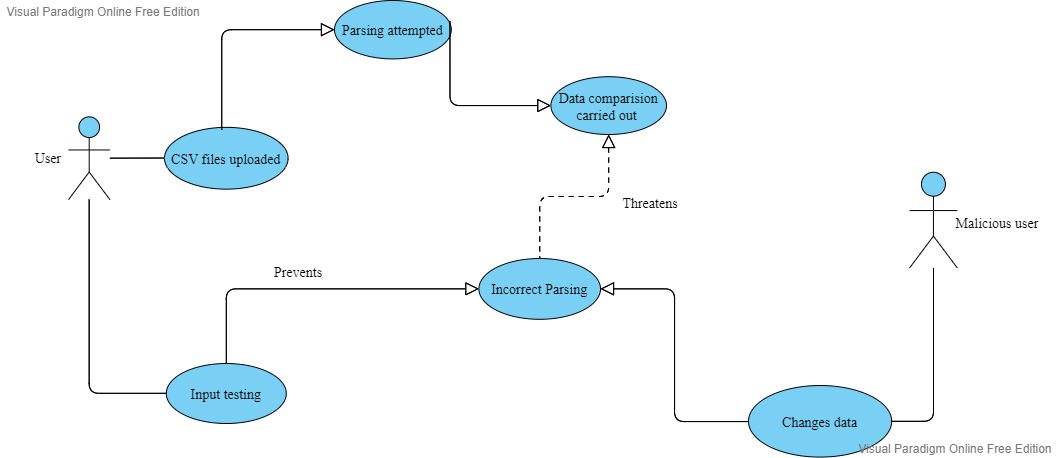 Visual Paradigm Online Free Edition
Parsing attempted
Data comparision
carried out
User
CSV files uploaded
Threatens
Malicious user
Prevents
Incorrect Parsing
Input testing
Changes data
Visual Paradigm Online Free Edition